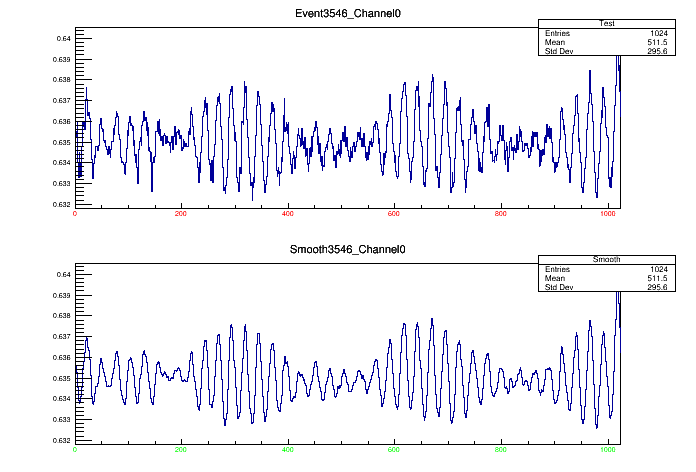 Event3546_Channel0
Test
Entries 1024
Mean 511.5
Std Dev 295.6
0.64
0.639
0.638
0.637
0.636
0.635
0.634
0.633
0.632
0 200 400 600 800 1000
Smooth3546_Channel0
Smooth
Entries 1024
Mean 511.5
Std Dev 295.6
0.64
0.639
0.638
0.637
0.636
0.635
0.634
0.633
0.632
0 200 400 600 800 1000